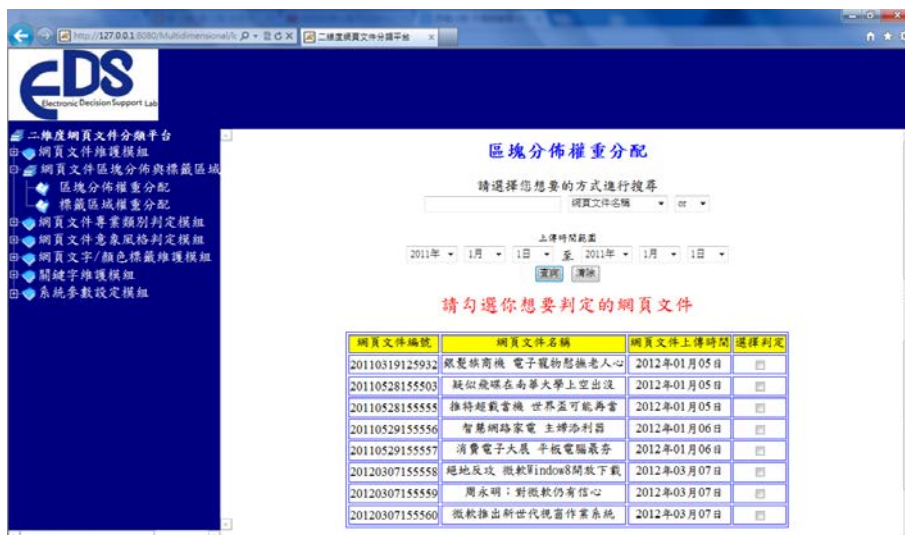 http://127.0.0.1:8080/Multidimensional/lc
二維度網頁文件分類平台
EDS
Electronic Decision Support Lab
二維度網頁文件分類平台
網頁文件維護模組
網頁文件區塊分佈與標籤區域
區塊分佈權重分配
標籤區域權重分配
網頁文件專業類別判定模組
網頁文件意象風格判定模組
網頁文字/顏色標籤維護模組
關鍵字維護模組
系統參數設定模組
區塊分佈權重分配
請選擇您想要的方式進行搜尋
網頁文件名稱 or
上傳時間範圍
2011年 1月 1日 至 2011年 1月 1日
查詢 清除
請勾選你想要判定的網頁文件
網頁文件編號 網頁文件名稱 網頁文件上傳時間 選擇判定
20110319125932 銀髮族商機 電子寵物慰撫老人心 2012年01月05日
20110528155503 疑似飛碟在南華大學上空出沒 2012年01月05日
20110528155555 推特超載當機 世界盃可能再當 2012年01月05日
20110529155556 智慧網路家電 主婦添利器 2012年01月06日
20110529155557 消費電子大展 平板電腦最夯 2012年01月06日
20120307155558 絕地反攻 微軟Window8開放下載 2012年03月07日
20120307155559 周永明：對微軟仍有信心 2012年03月07日
20120307155560 微軟推出新世代視窗作業系統 2012年03月07日